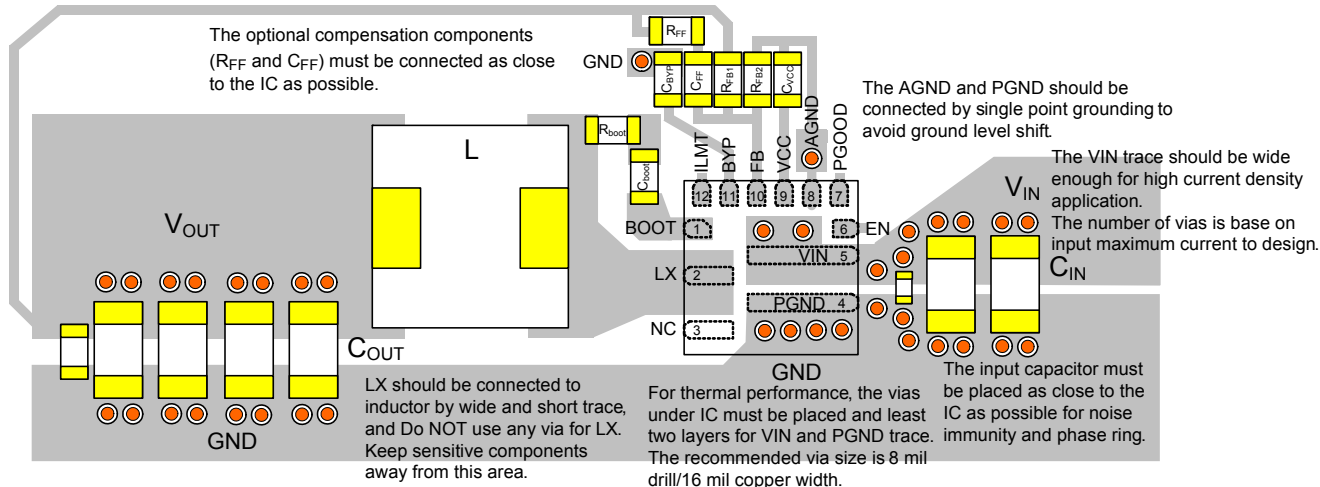 The optional compensation components
(RFF and CFF) must be connected as close
to the IC as possible.
RFF
GND
CBYP
CFF
RFB1
RFB2
CVCC
The AGND and PGND should be
connected by single point grounding to
avoid ground level shift.
Rboot
Cboot
L
ILMT
BYP
FB
VCC
AGND
PGOOD
12
11
10
9
8
7
The VIN trace should be wide
enough for high current density
application.
The number of vias is base on
input maximum current to design.
VIN
VOUT
BOOT
1
6
EN
VIN
5
LX
2
CIN
PGND
4
NC
3
COUT
GND
GND
LX should be connected to
inductor by wide and short trace,
and Do NOT use any via for LX.
Keep sensitive components
away from this area.
For thermal performance, the vias
under IC must be placed and least
two layers for VIN and PGND trace.
The recommended via size is 8 mil
drill/16 mil copper width.
The input capacitor must
be placed as close to the
IC as possible for noise
immunity and phase ring.